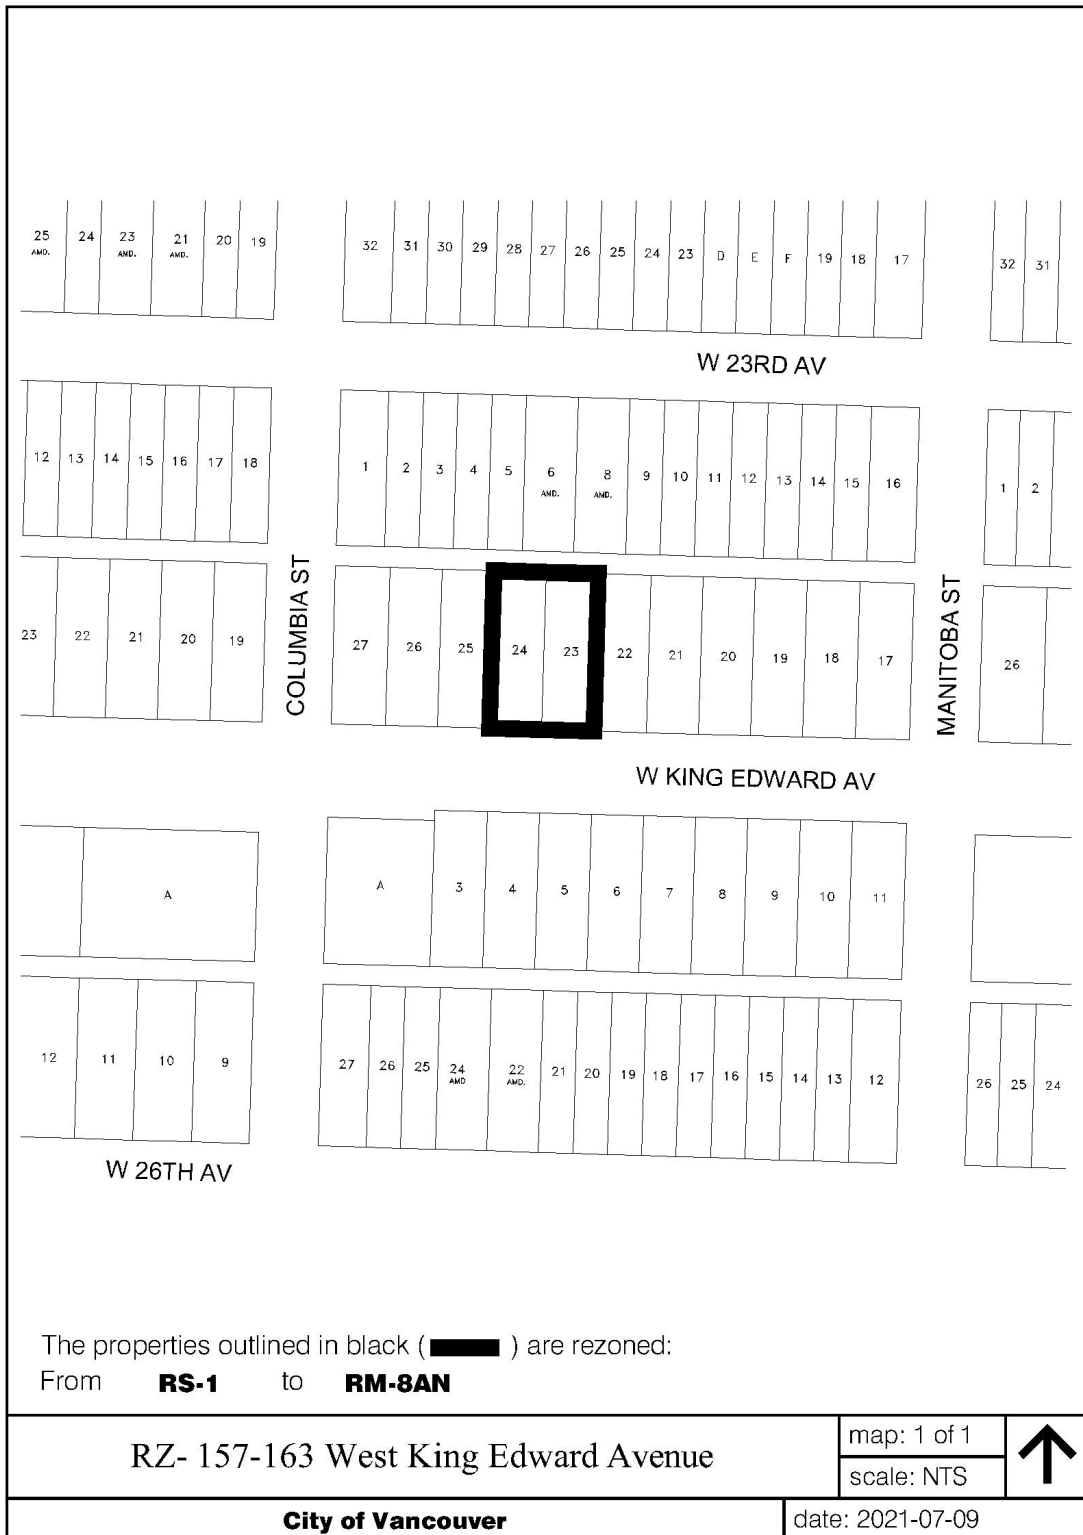 25 24 23 21 20 19 32 31 30 29 28 27 26 25 24 23 D E F 19 18 17 32 31
AMD. AMD. AMD.
W 23RD AV
12 13 14 15 16 17 18 1 2 3 4 5 6 8 9 10 11 12 13 14 15 16 1 2
AMD. AMD.
COLUMBIA ST
MANITOBA ST
23 22 21 20 19 27 26 25 24 23 22 21 20 19 18 17 26
W KING EDWARD AV
A A 3 4 5 6 7 8 9 10 11
12 11 10 9 27 26 25 24 22 21 20 19 18 17 16 15 14 13 12 26 25 24
AMD AMD.
W 26TH AV
The properties outlined in black ( ) are rezoned:
From RS-1 to RM-8AN
RZ- 157-163 West King Edward Avenue
map: 1 of 1
scale: NTS
City of Vancouver
date: 2021-07-09